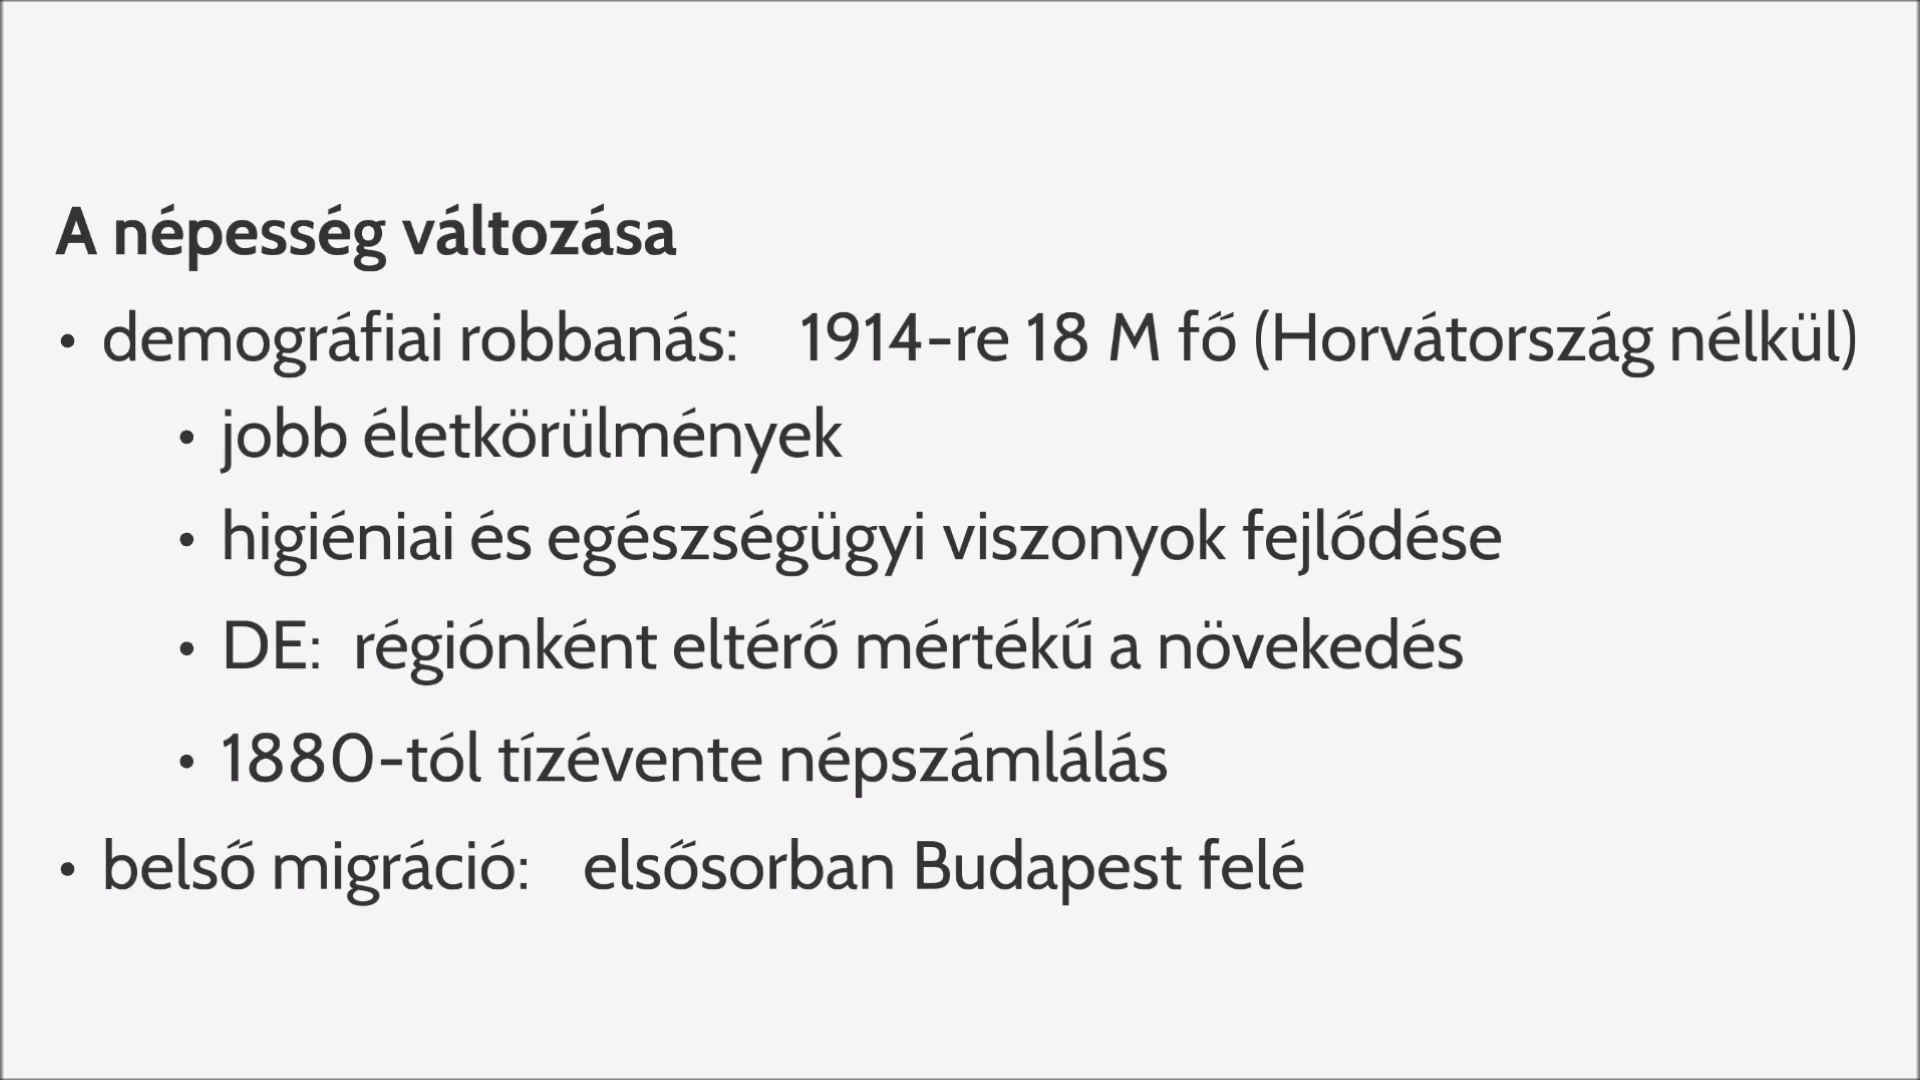 A népesség változása
• demográfiai robbanás: 1914-re 18 M fő (Horvátország nélkül)
• jobb életkörülmények
• higiéniai és egészségügyi viszonyok fejlődése
• DE: régiónként eltérő mértékű a növekedés
• 1880-tól tízévente népszámlálás
• belső migráció: elsősorban Budapest felé